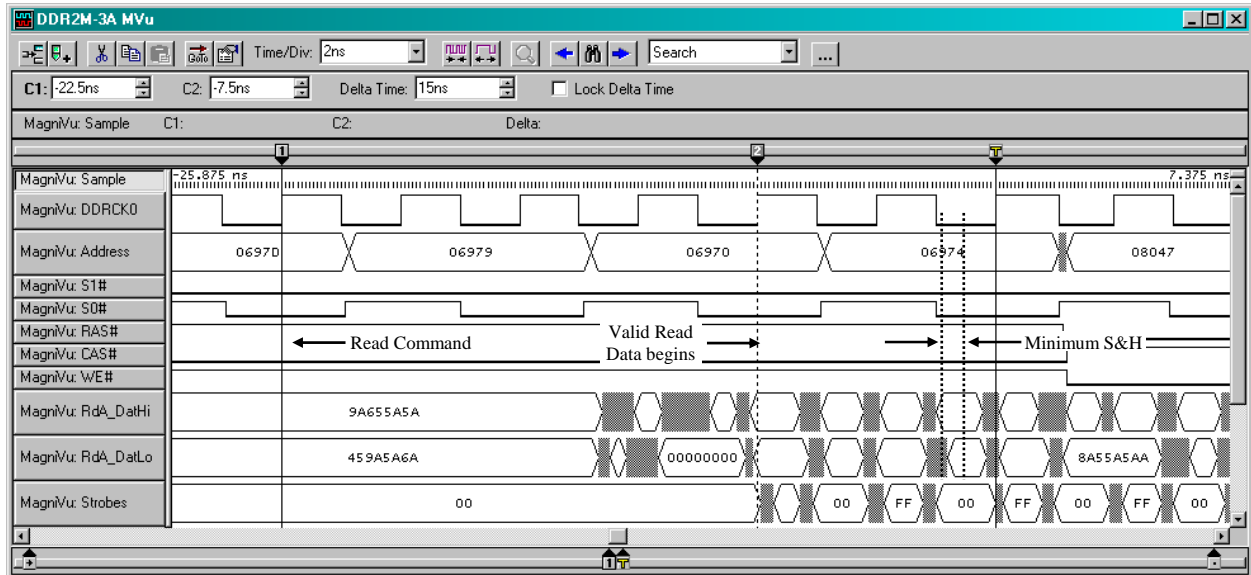 DDR2M-3A MVu
Goto Time/Div: 2ns Search ...
C1: -22.5ns C2: -7.5ns Delta Time: 15ns Lock Delta Time
MagniVu: Sample C1: C2: Delta:
1 2 T
MagniVu: Sample -25.875 ns 7.375 ns
MagniVu: DDRCK0
MagniVu: Address 0697D 06979 06970 06974 08047
MagniVu: S1#
MagniVu: S0#
MagniVu: RAS#
Read Command Valid Read Data begins Minimum S&H
MagniVu: CAS#
MagniVu: WE#
MagniVu: RdA_DatHi 9A655A5A
MagniVu: RdA_DatLo 459A5A6A 00000000 8A55A5AA
MagniVu: Strobes 00 00 FF 00 FF 00 FF 00
1 T